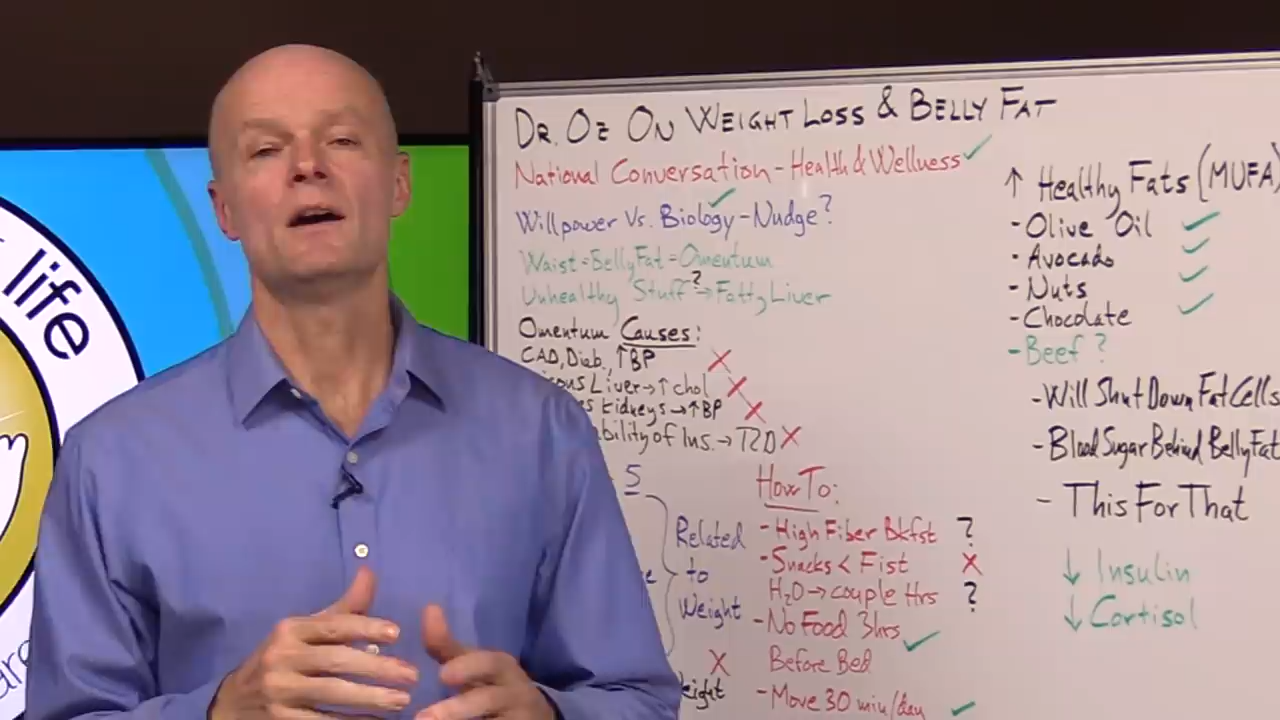 life
DR. OZ ON WEIGHT LOSS & BELLY FAT
National Conversation - Health & Wellness ✓
Willpower Vs. Biology ✓ - Nudge?
Waist = Belly Fat = Omentum
Unhealthy Stuff ? → Fatty Liver
Omentum Causes:
CAD, Diab, ↑BP X
Liver → ↑ chol X
Kidneys → ↑BP X
of Ins. → T2D X
5
Related
to
Weight
X
How To:
- High Fiber Bkfst ?
- Snacks < Fist X
H2O → couple Hrs ?
- No Food 3hrs ✓
Before Bed
- Move 30 min/day ✓
↑ Healthy Fats (MUFA)
- Olive Oil ✓
- Avocado ✓
- Nuts ✓
- Chocolate ✓
- Beef ?
- Will Shut Down Fat Cells
- Blood Sugar Behind Belly Fat
- This For That
↓ Insulin
↓ Cortisol